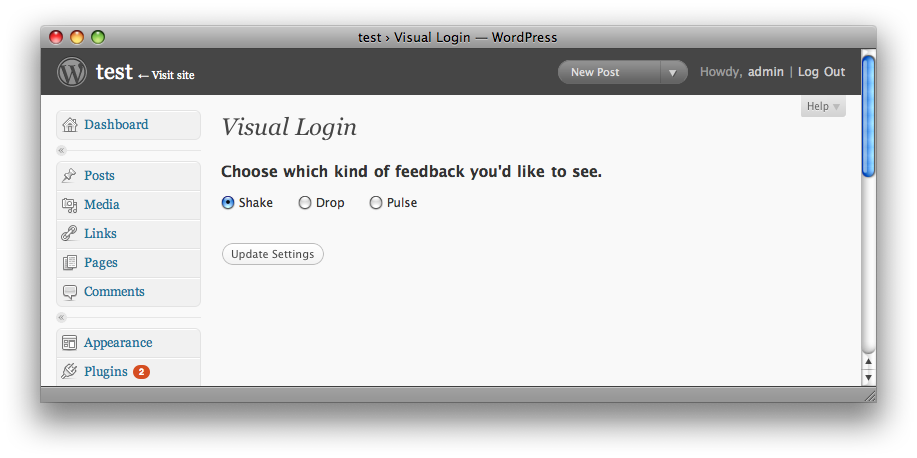 test › Visual Login — WordPress
test ← Visit site
New Post ▼
Howdy, admin | Log Out
Help ▼
Dashboard
«
Posts
Media
Links
Pages
Comments
«
Appearance
Plugins 2
Visual Login
Choose which kind of feedback you'd like to see.
Shake Drop Pulse
Update Settings